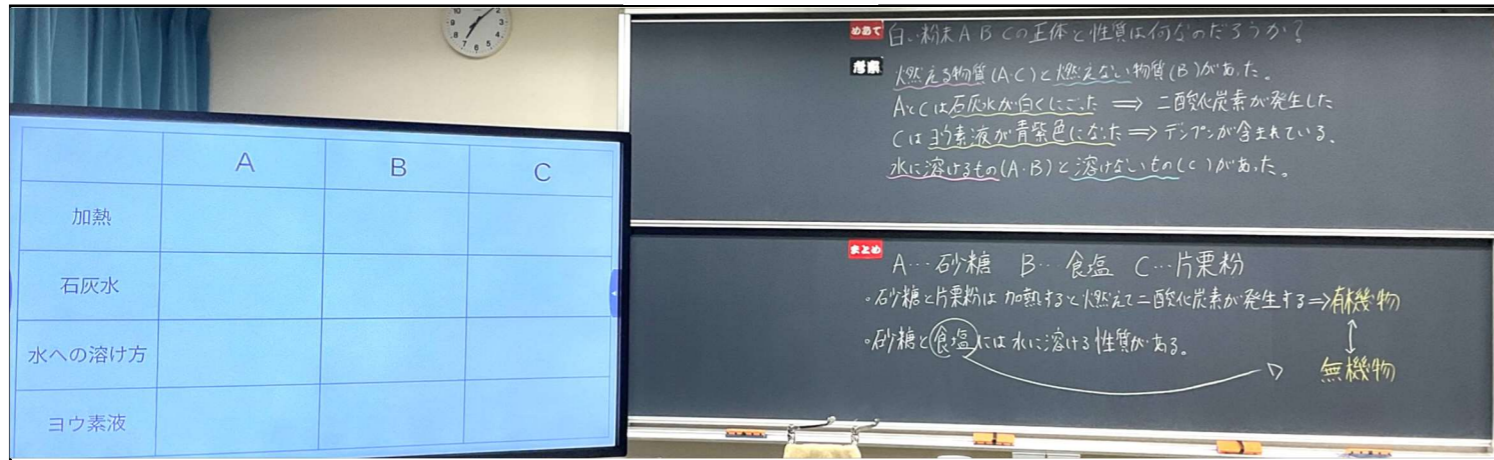 10
2
3
4
5
6
7
8
A B C
加熱
石灰水
水への溶け方
ヨウ素液
めあて 白い粉末A B Cの正体と性質は何なのだろうか?
考察 燃える物質(A・C)と燃えない物質(B)があった。
AとCは石灰水が白くにごった ⇒ 二酸化炭素が発生した
Cはヨウ素液が青紫色になった⇒デンプンが含まれている。
水に溶けるもの(A・B)と溶けないもの(C)があった。
まとめ A…砂糖 B…食塩 C…片栗粉
・砂糖と片栗粉は加熱すると燃えて二酸化炭素が発生する⇒有機物
・砂糖と食塩には水に溶ける性質がある。
無機物